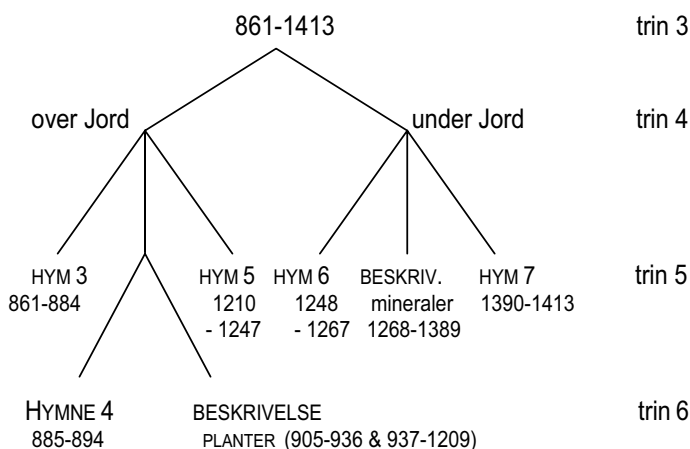 861-1413 trin 3
over Jord under Jord trin 4
HYM 3 HYM 5 HYM 6 BESKRIV. HYM 7 trin 5
861-884 1210 1248 mineraler 1390-1413
- 1247 - 1267 1268-1389
HYMNE 4 BESKRIVELSE trin 6
885-894 PLANTER (905-936 & 937-1209)